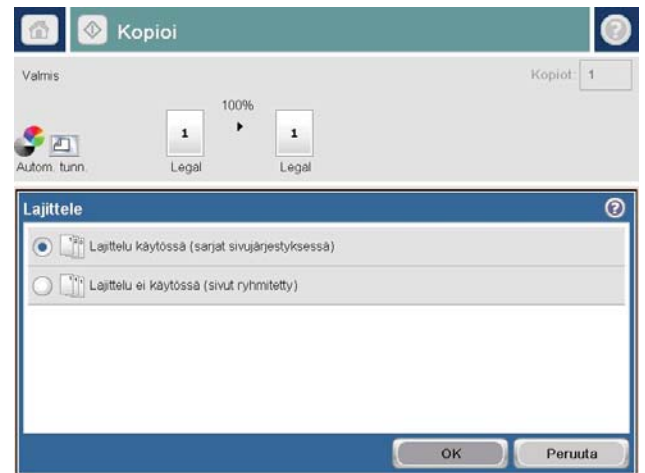 Kopioi
Valmis
Kopiot: 1
100%
1 1
Autom. tunn. Legal Legal
Lajittele
Lajittelu käytössä (sarjat sivujärjestyksessä)
Lajittelu ei käytössä (sivut ryhmitetty)
OK Peruuta